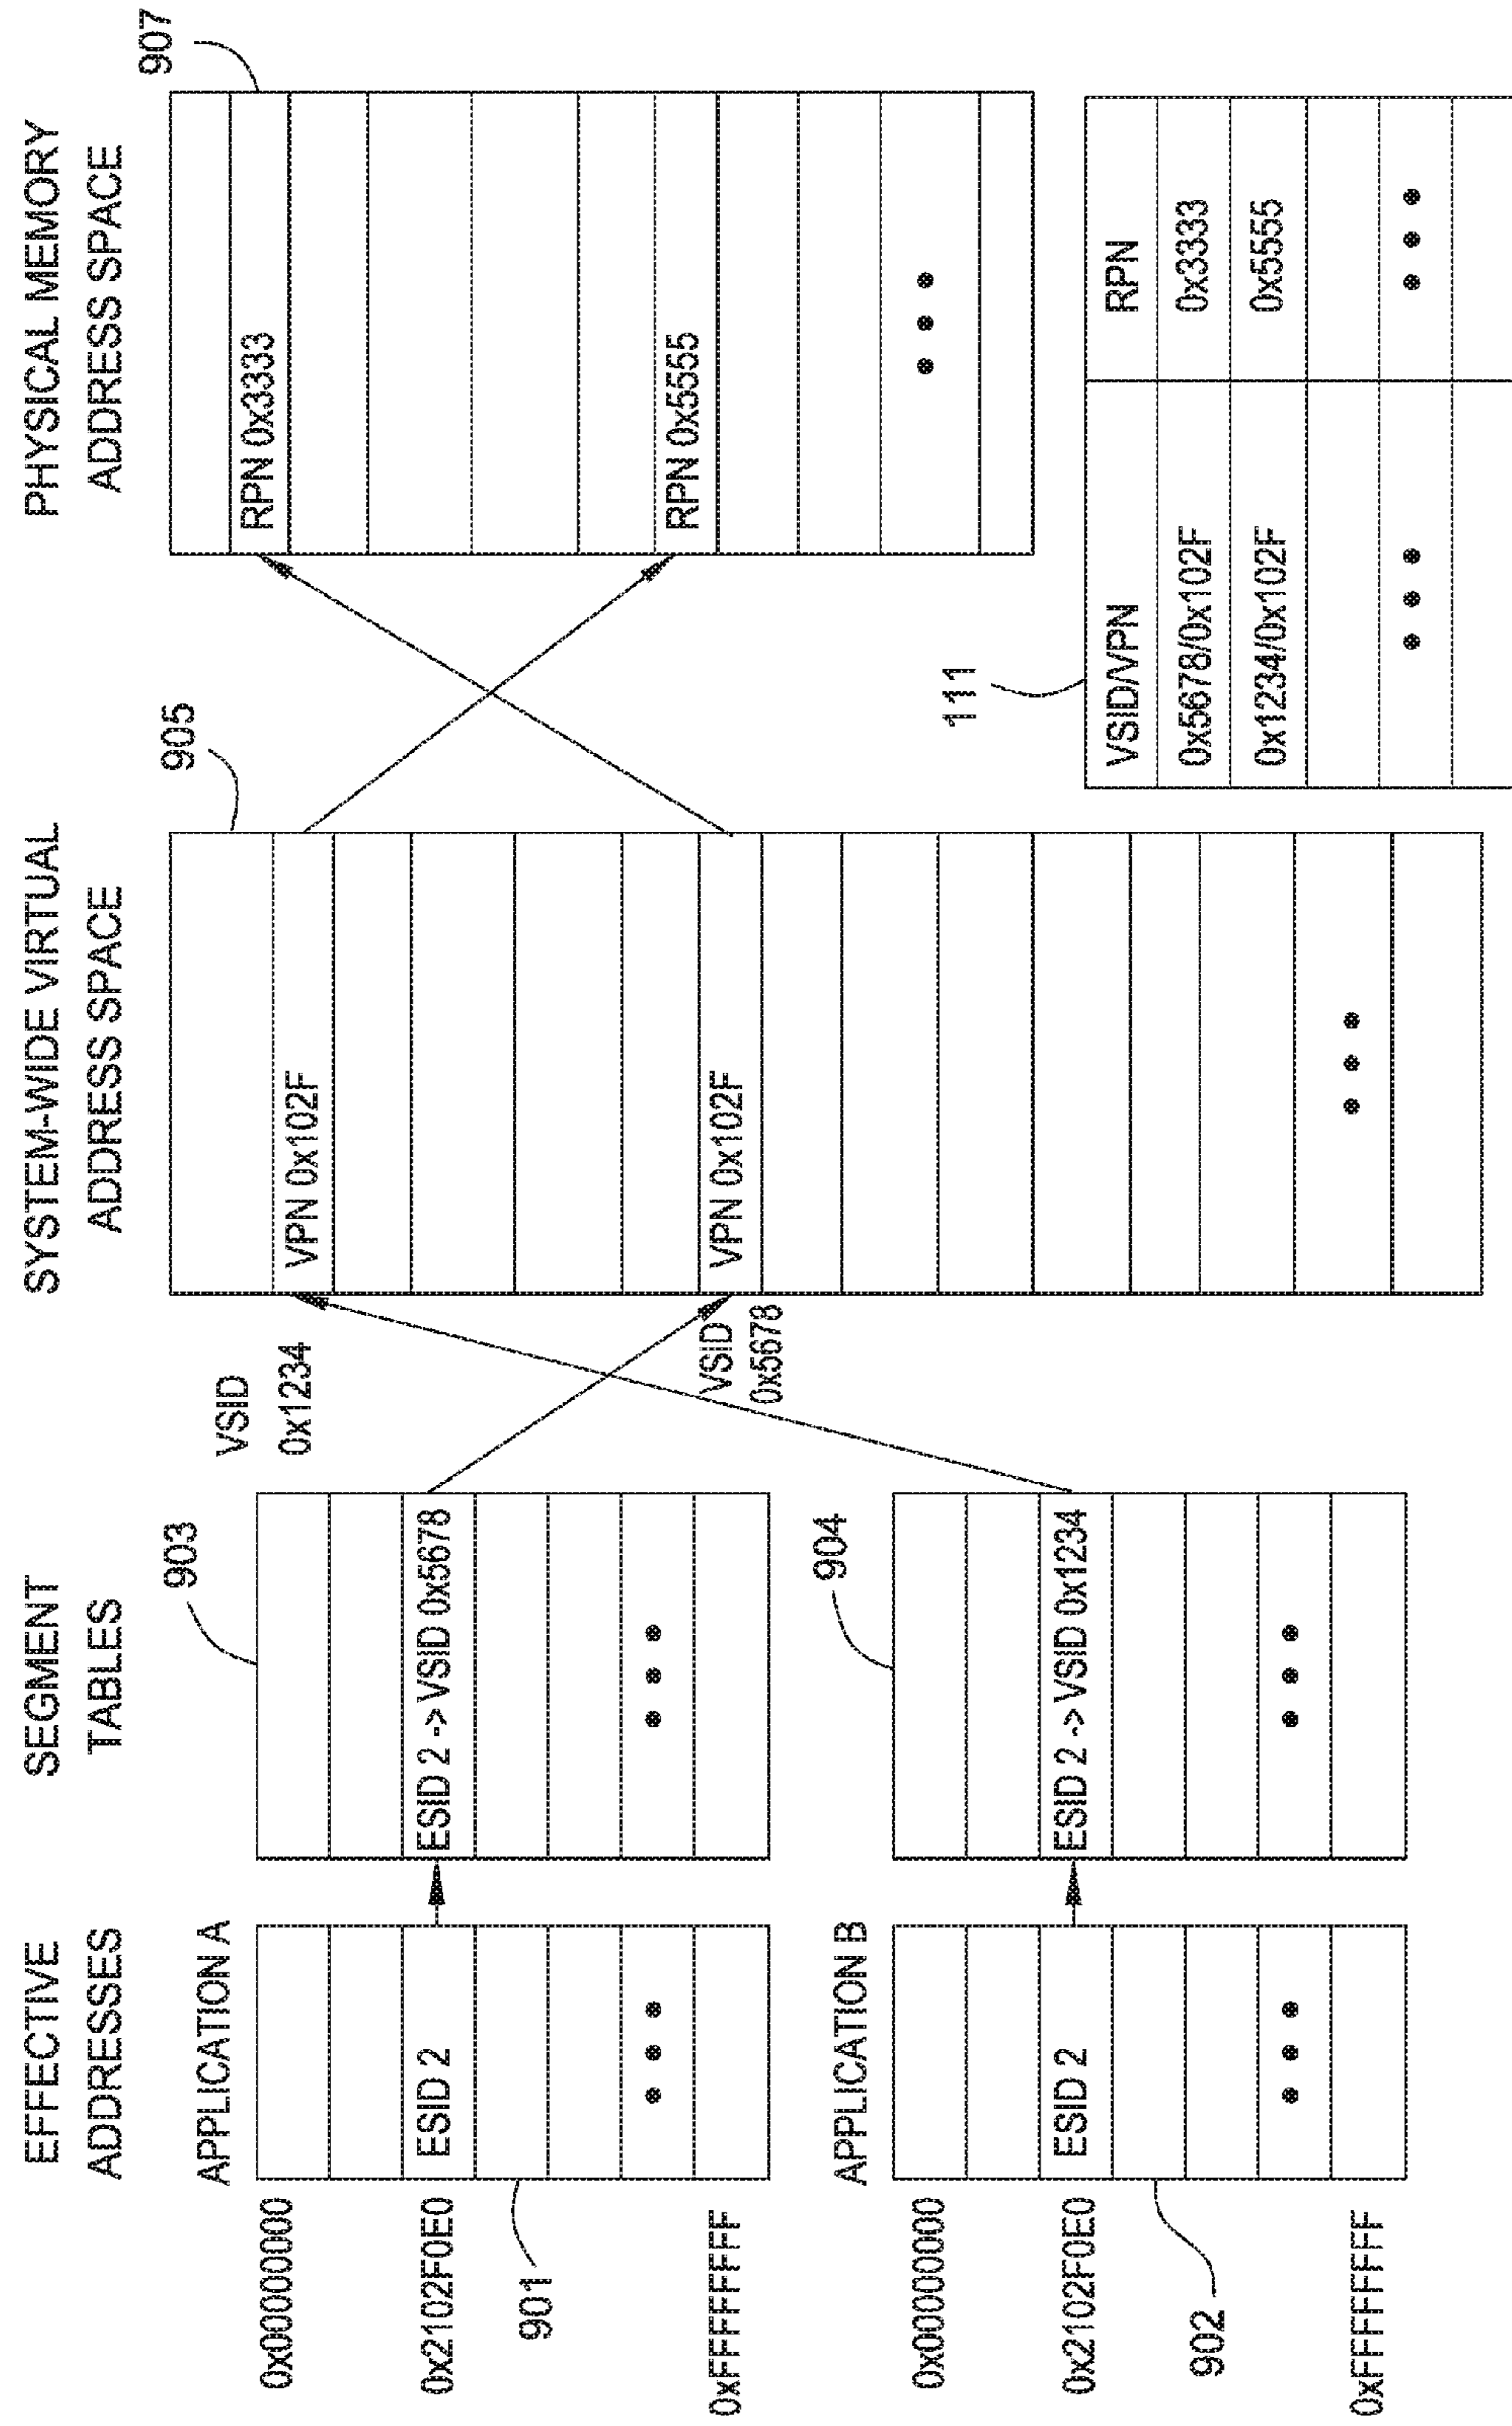 EFFECTIVE
ADDRESSES
SEGMENT
TABLES
SYSTEM-WIDE VIRTUAL
ADDRESS SPACE
PHYSICAL MEMORY
ADDRESS SPACE
APPLICATION A
0x00000000
0x2102F0E0
0xFFFFFFFF
901
ESID 2
903
ESID 2 -> VSID 0x5678
APPLICATION B
0x00000000
0x2102F0E0
0xFFFFFFFF
902
ESID 2
904
ESID 2 -> VSID 0x1234
VSID
0x1234
VSID
0x5678
905
VPN 0x102F
VPN 0x102F
907
RPN 0x3333
RPN 0x5555
111
VSID/VPN RPN
0x5678/0x102F 0x3333
0x1234/0x102F 0x5555